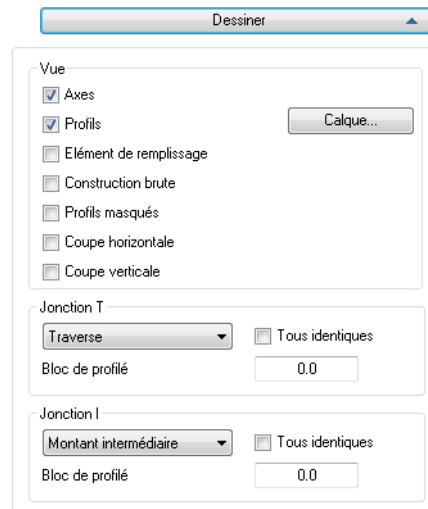 Dessiner
Vue
Axes
Profils
Calque...
Elément de remplissage
Construction brute
Profils masqués
Coupe horizontale
Coupe verticale
Jonction T
Traverse
Tous identiques
Bloc de profilé
0.0
Jonction I
Montant intermédiaire
Tous identiques
Bloc de profilé
0.0